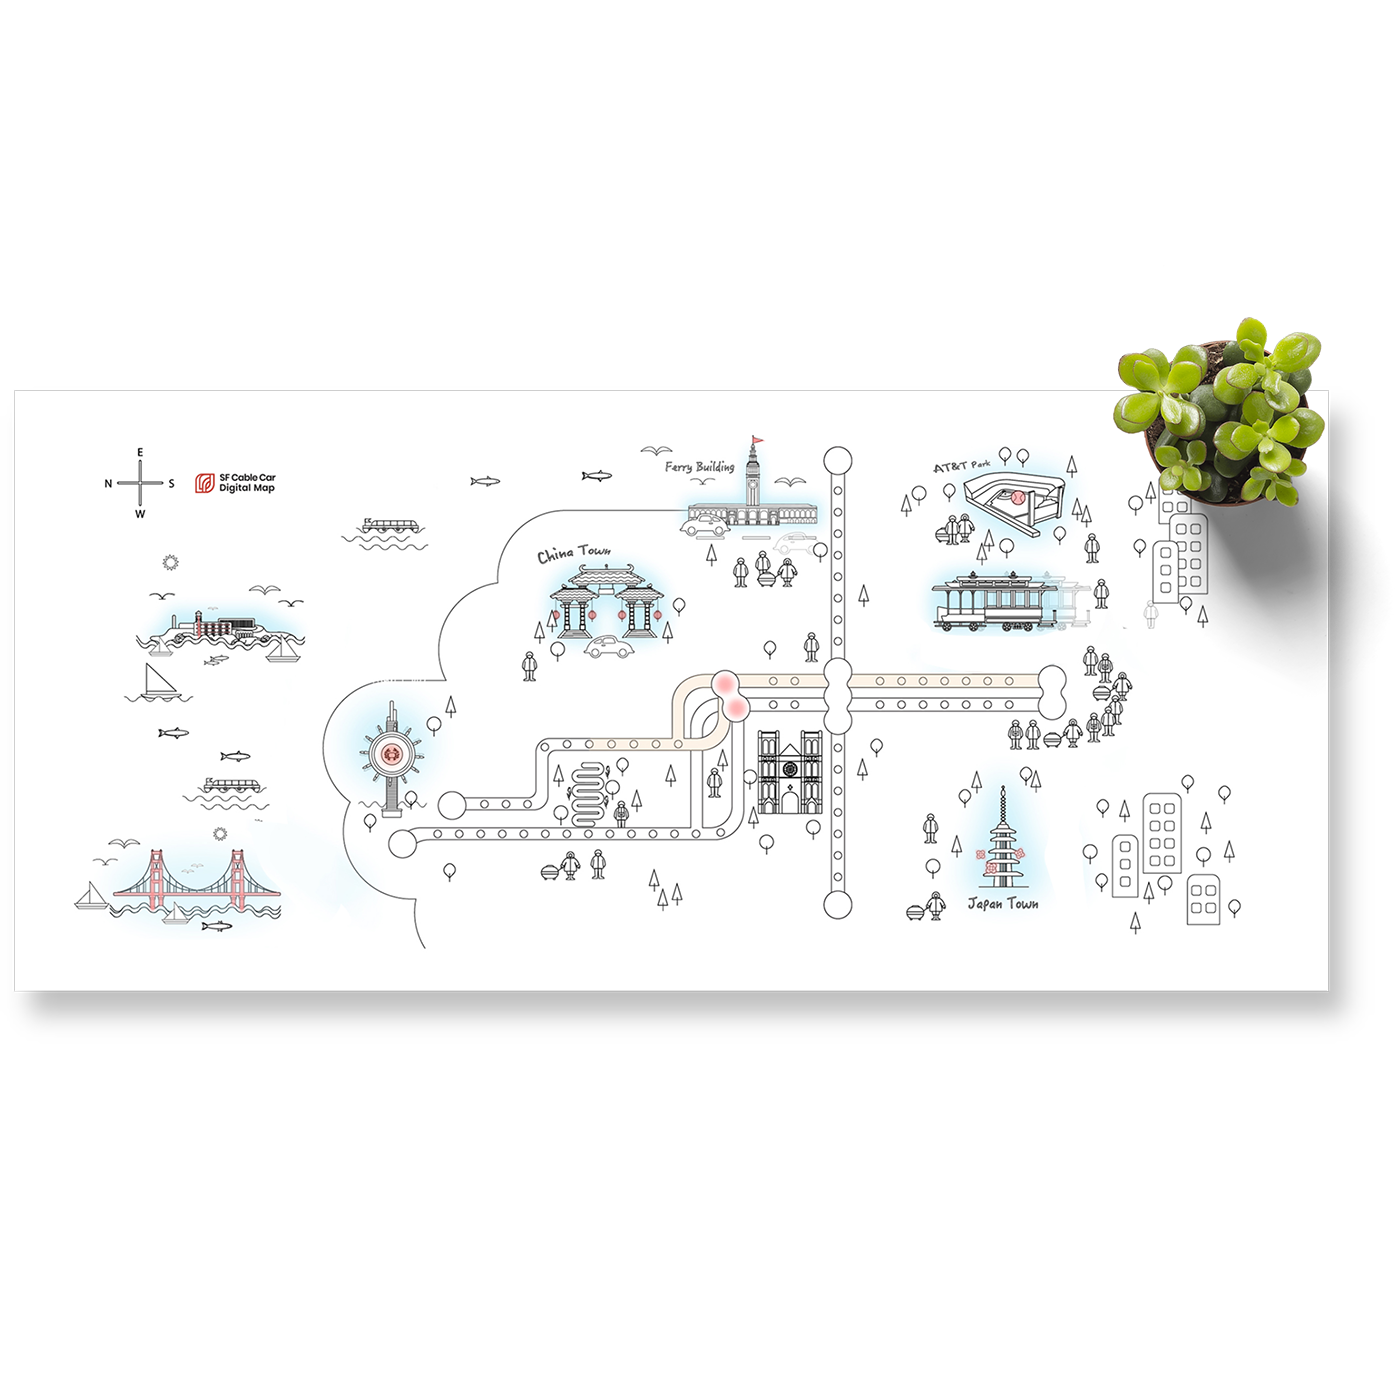 E
N S
W
SF Cable Car
Digital Map
Ferry Building
AT&T Park
China Town
Japan Town